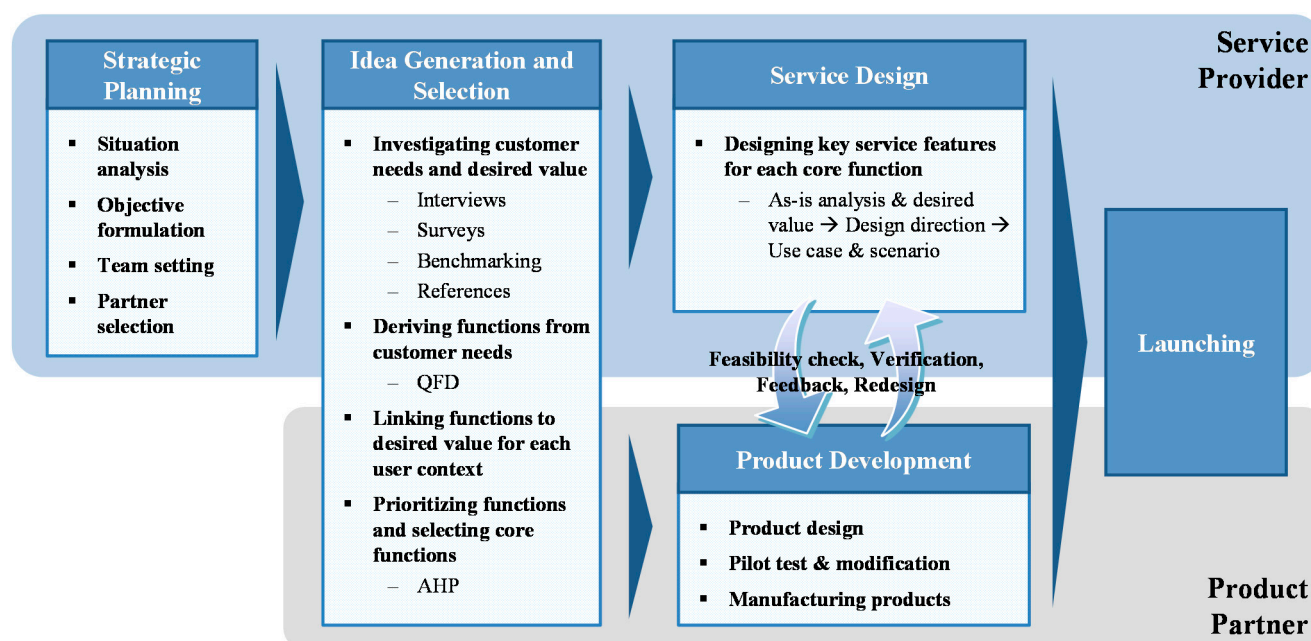 Service
Provider
Strategic
Planning
▪ Situation
analysis
▪ Objective
formulation
▪ Team setting
▪ Partner
selection
Idea Generation and
Selection
▪ Investigating customer
needs and desired value
– Interviews
– Surveys
– Benchmarking
– References
▪ Deriving functions from
customer needs
– QFD
▪ Linking functions to
desired value for each
user context
▪ Prioritizing functions
and selecting core
functions
– AHP
Service Design
▪ Designing key service features
for each core function
– As-is analysis & desired
value → Design direction →
Use case & scenario
Feasibility check, Verification,
Feedback, Redesign
Product Development
▪ Product design
▪ Pilot test & modification
▪ Manufacturing products
Launching
Product
Partner